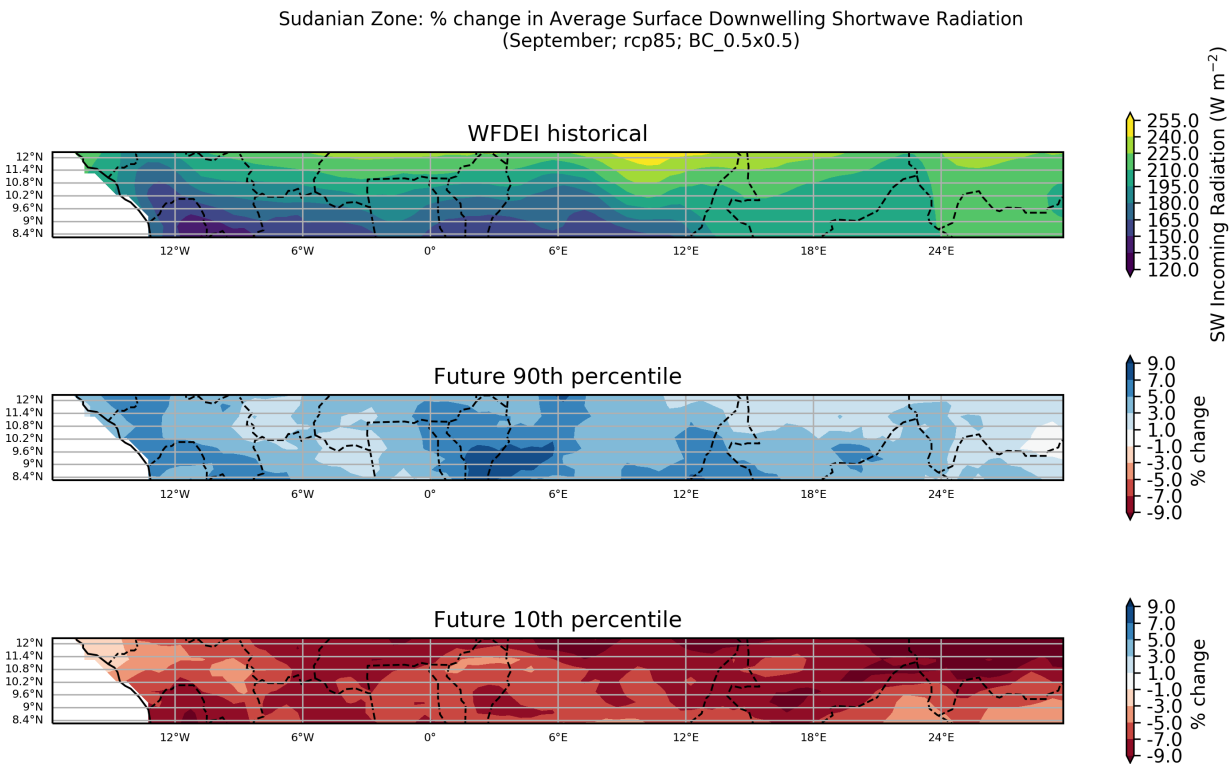 Sudanian Zone: % change in Average Surface Downwelling Shortwave Radiation
(September; rcp85; BC_0.5x0.5)
WFDEI historical
12°N
11.4°N
10.8°N
10.2°N
9.6°N
9°N
8.4°N
12°W
6°W
0°
6°E
12°E
18°E
24°E
255.0
240.0
225.0
210.0
195.0
180.0
165.0
150.0
135.0
120.0
SW Incoming Radiation (W m⁻²)
Future 90th percentile
12°N
11.4°N
10.8°N
10.2°N
9.6°N
9°N
8.4°N
12°W
6°W
0°
6°E
12°E
18°E
24°E
9.0
7.0
5.0
3.0
1.0
-1.0
-3.0
-5.0
-7.0
-9.0
% change
Future 10th percentile
12°N
11.4°N
10.8°N
10.2°N
9.6°N
9°N
8.4°N
12°W
6°W
0°
6°E
12°E
18°E
24°E
9.0
7.0
5.0
3.0
1.0
-1.0
-3.0
-5.0
-7.0
-9.0
% change